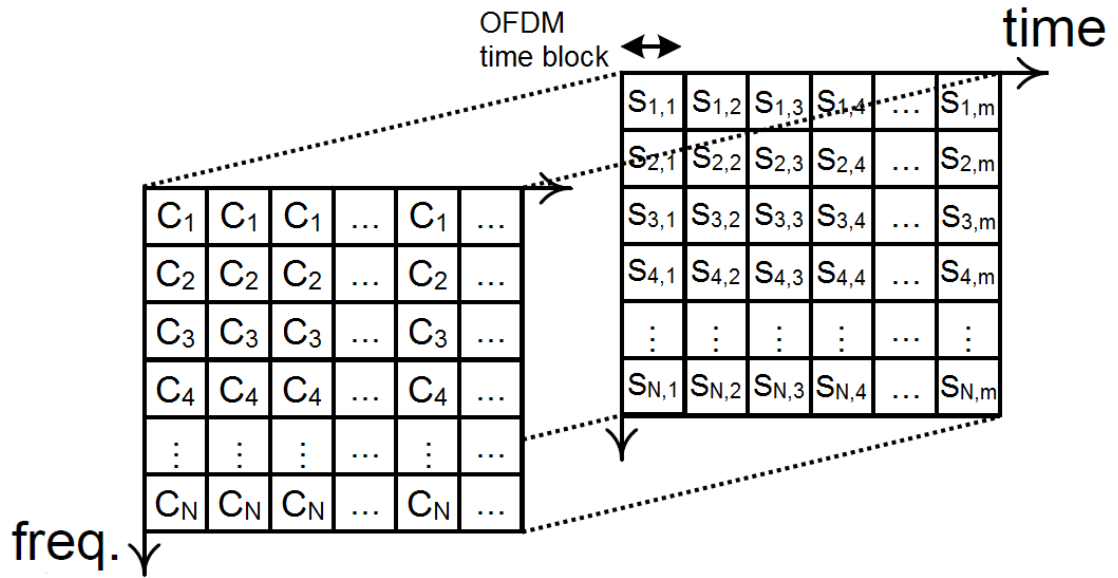 OFDM
time block
time
S1,1 S1,2 S1,3 S1,4 ... S1,m
S2,1 S2,2 S2,3 S2,4 ... S2,m
S3,1 S3,2 S3,3 S3,4 ... S3,m
S4,1 S4,2 S4,3 S4,4 ... S4,m
⋮ ⋮ ⋮ ⋮ ... ⋮
SN,1 SN,2 SN,3 SN,4 ... SN,m
C1 C1 C1 ... C1 ...
C2 C2 C2 ... C2 ...
C3 C3 C3 ... C3 ...
C4 C4 C4 ... C4 ...
⋮ ⋮ ⋮ ... ⋮ ...
CN CN CN ... CN ...
freq.